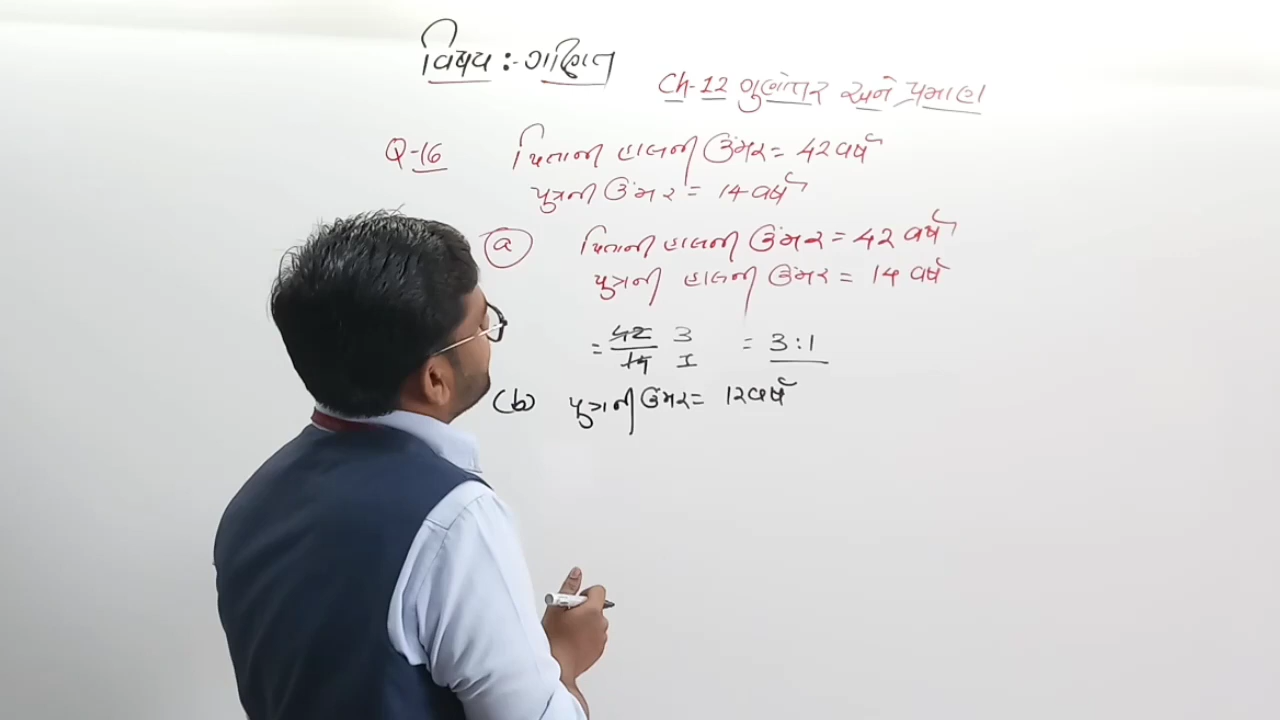 વિષય :- ગણિત
Ch-12 ગુણોત્તર અને પ્રમાણ
Q-16 પિતાની હાલની ઉંમર = 42 વર્ષ
પુત્રની ઉંમર = 14 વર્ષ
a પિતાની હાલની ઉંમર = 42 વર્ષ
પુત્રની હાલની ઉંમર = 14 વર્ષ
= 42/14 3/1 = 3:1
(b) પુત્રની ઉંમર = 12 વર્ષ